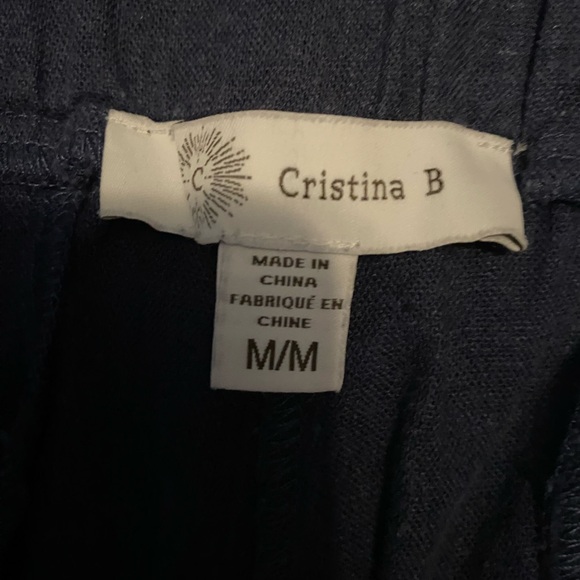 C
Cristina B
MADE IN
CHINA
FABRIQUÉ EN
CHINE
M/M